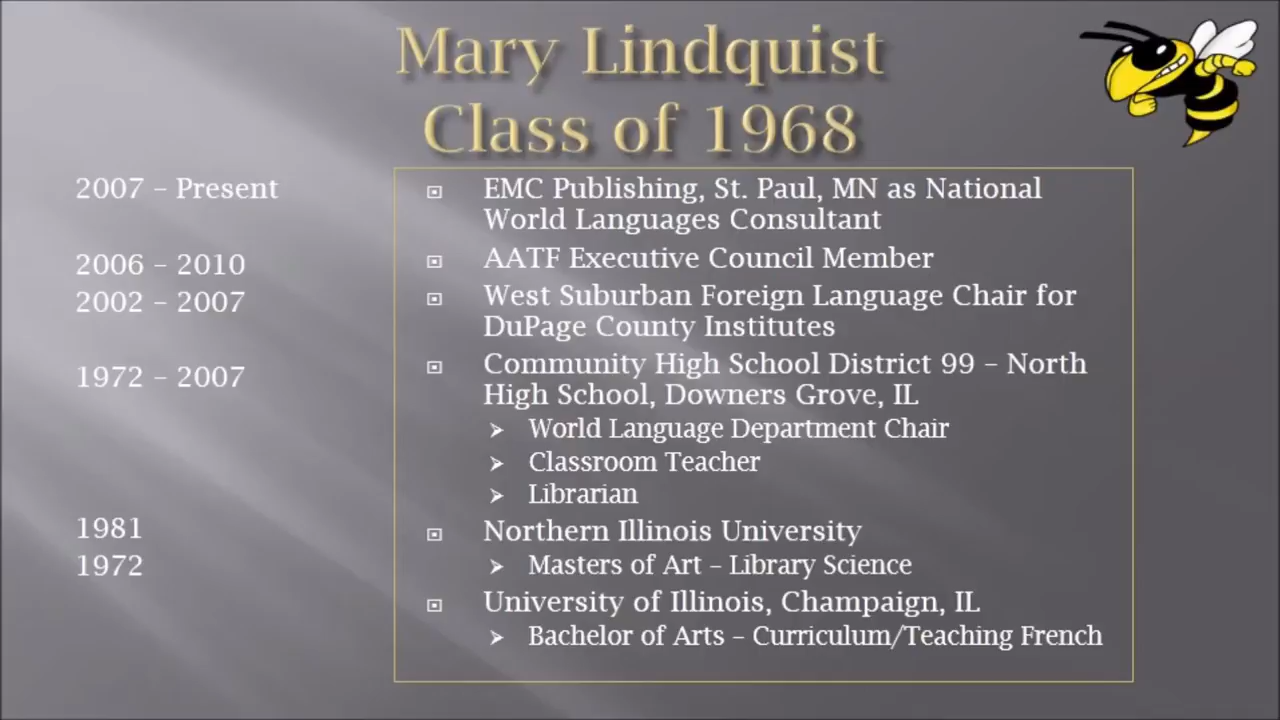 Mary Lindquist
Class of 1968
2007 – Present
EMC Publishing, St. Paul, MN as National
World Languages Consultant
2006 – 2010
AATF Executive Council Member
2002 – 2007
West Suburban Foreign Language Chair for
DuPage County Institutes
1972 – 2007
Community High School District 99 – North
High School, Downers Grove, IL
World Language Department Chair
Classroom Teacher
Librarian
1981
Northern Illinois University
Masters of Art – Library Science
1972
University of Illinois, Champaign, IL
Bachelor of Arts – Curriculum/Teaching French